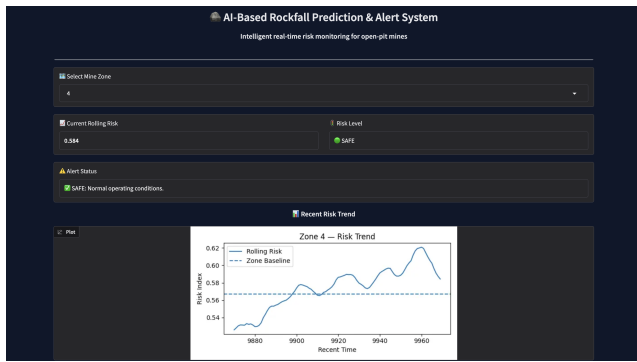 AI-Based Rockfall Prediction & Alert System
Intelligent real-time risk monitoring for open-pit mines
Select Mine Zone
4
Current Rolling Risk
Risk Level
0.584
SAFE
Alert Status
SAFE: Normal operating conditions.
Recent Risk Trend
Plot
Zone 4 — Risk Trend
Rolling Risk
Zone Baseline
Risk Index
0.62
0.60
0.58
0.56
0.54
9880 9900 9920 9940 9960
Recent Time